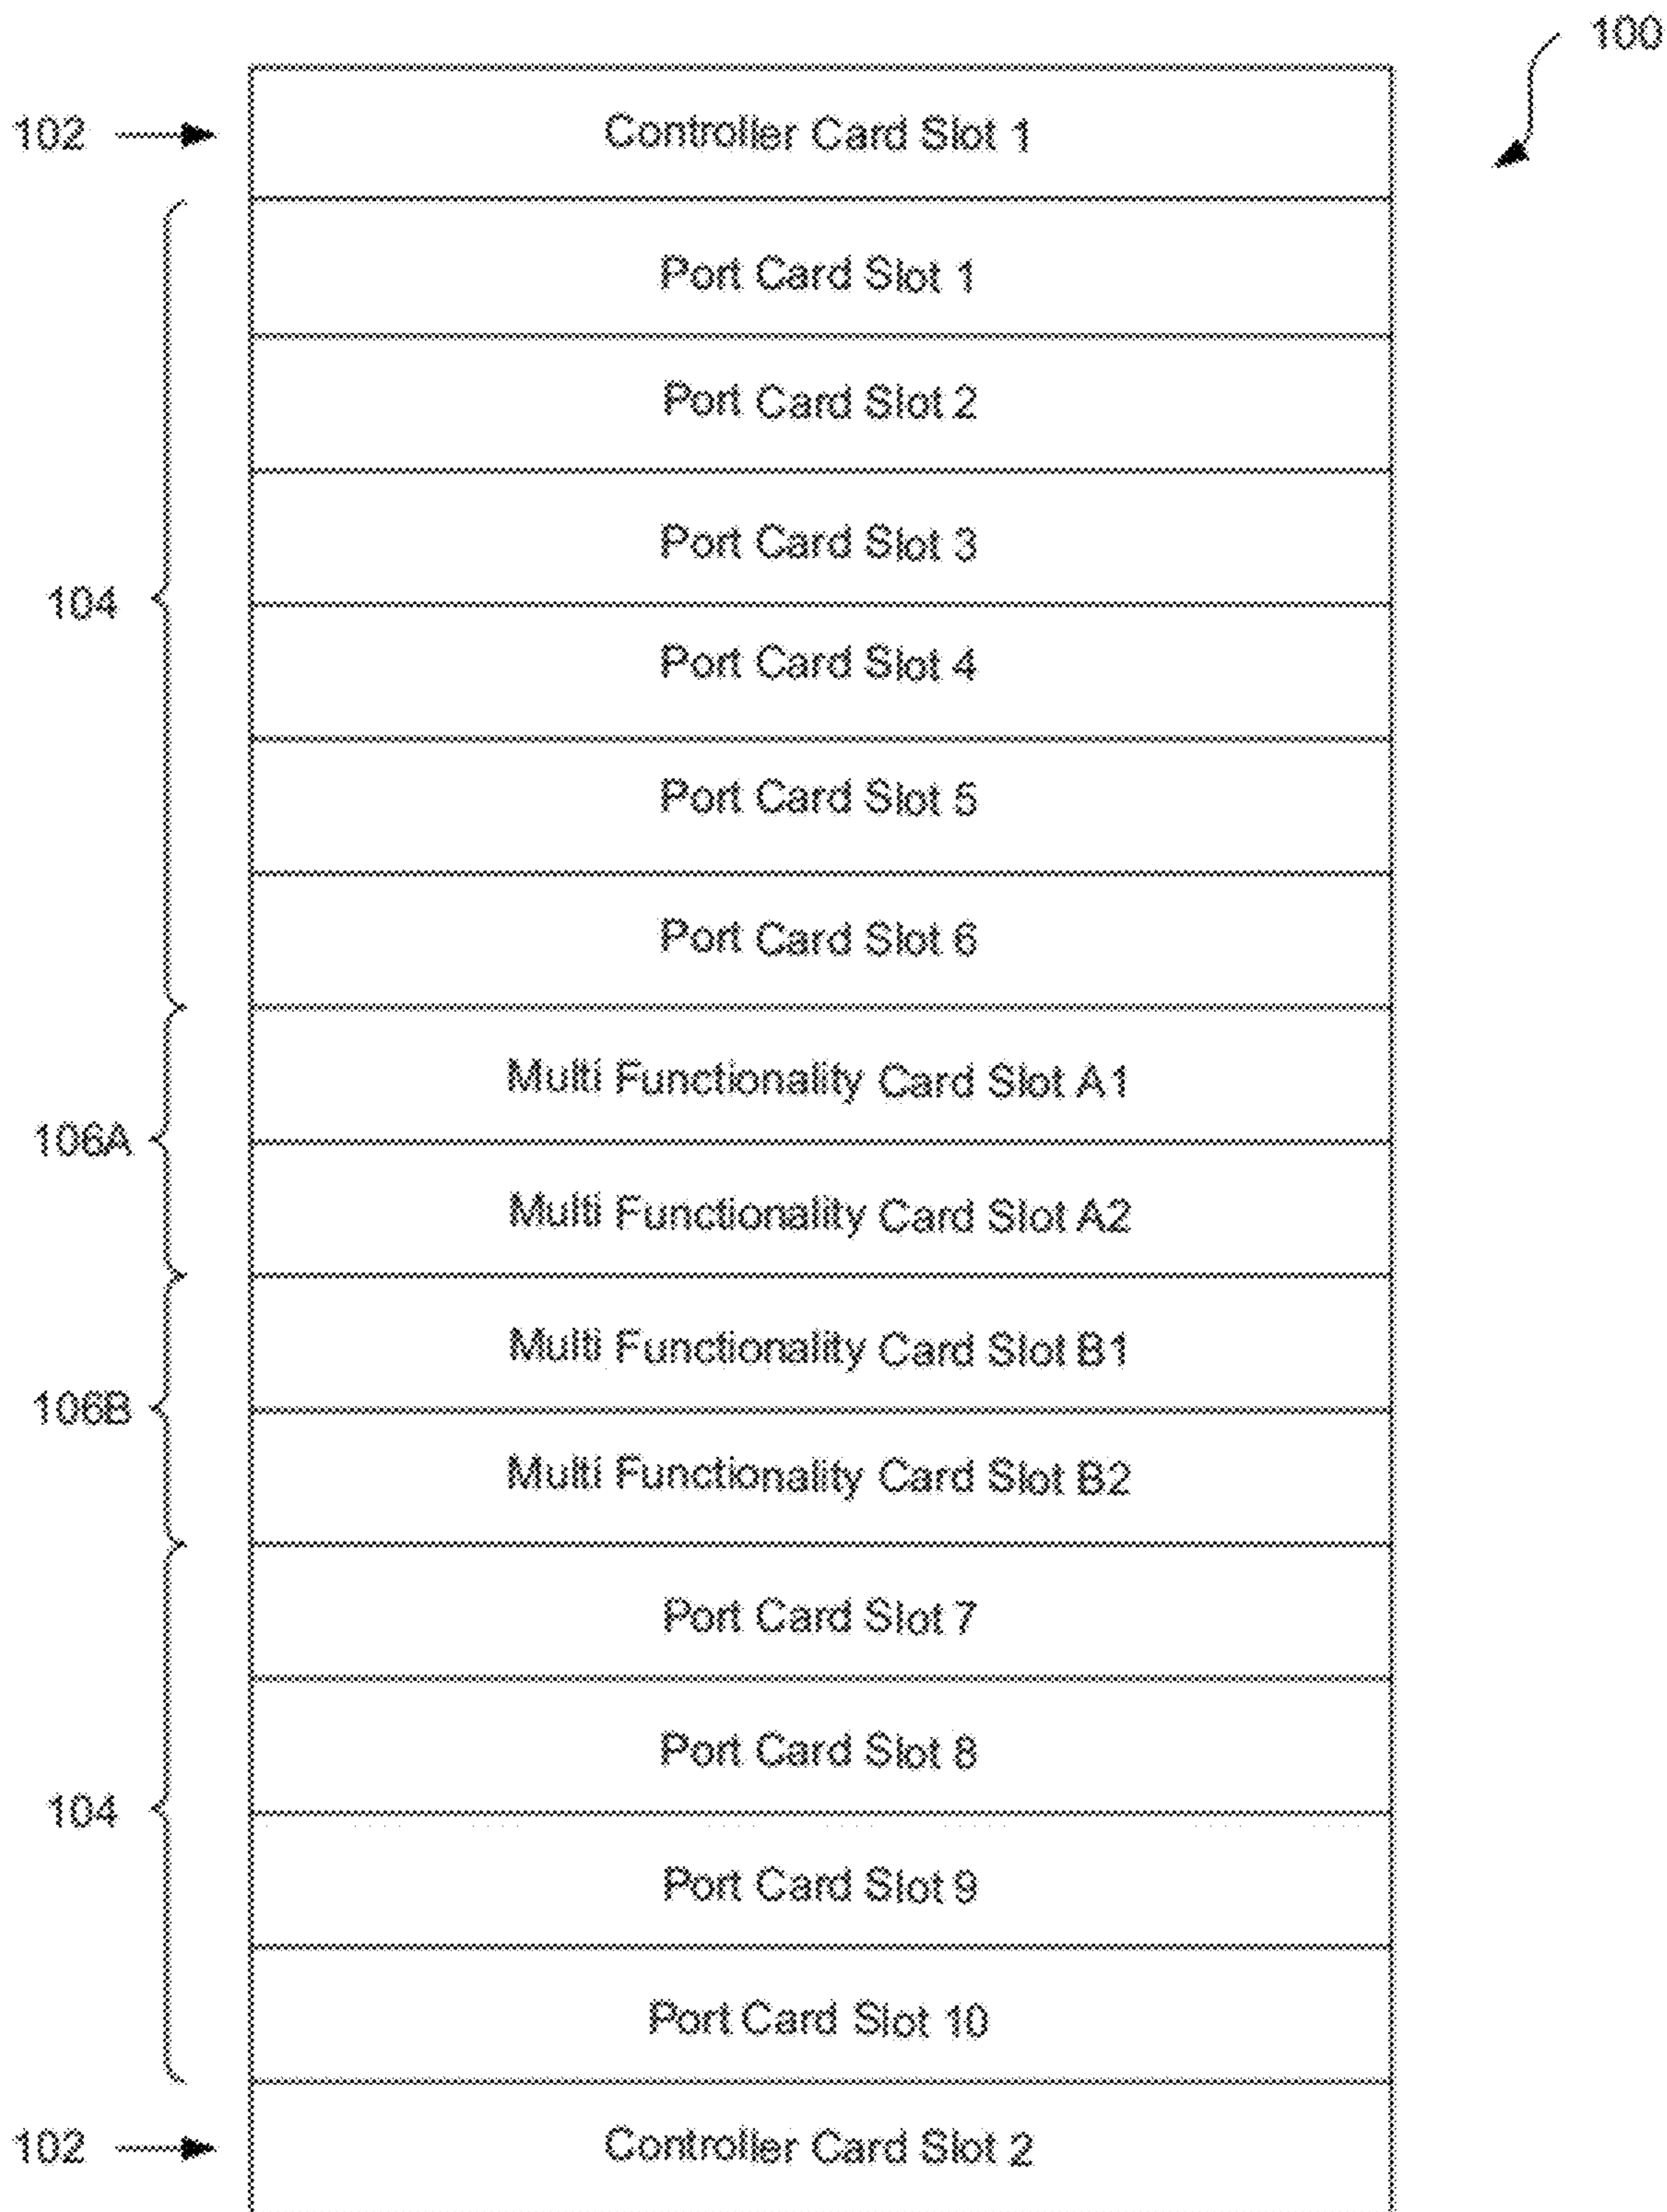 100
102
Controller Card Slot 1
Port Card Slot 1
Port Card Slot 2
Port Card Slot 3
104
Port Card Slot 4
Port Card Slot 5
Port Card Slot 6
Multi Functionality Card Slot A1
106A
Multi Functionality Card Slot A2
Multi Functionality Card Slot B1
106B
Multi Functionality Card Slot B2
Port Card Slot 7
Port Card Slot 8
104
Port Card Slot 9
Port Card Slot 10
102
Controller Card Slot 2